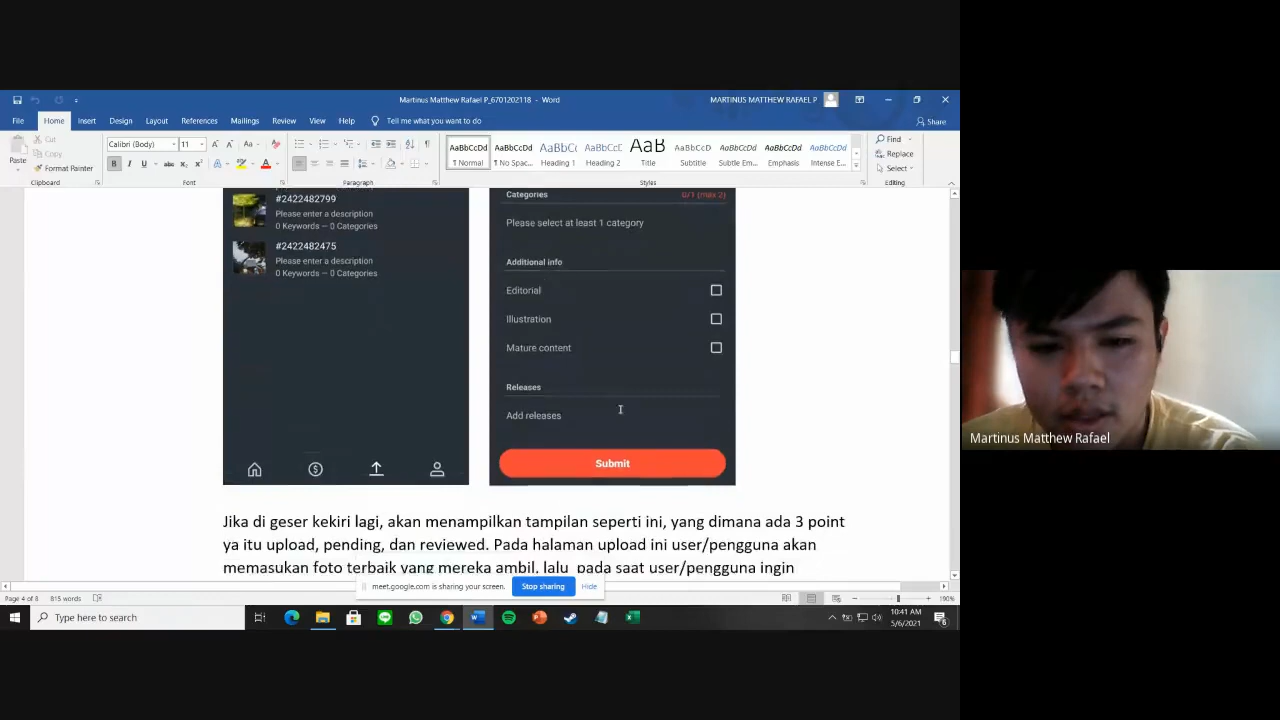 Martinus Matthew Rafael P_6701202118 - Word
MARTINUS MATTHEW RAFAEL P
File Home Insert Design Layout References Mailings Review View Help Tell me what you want to do
Share
Paste
Cut
Copy
Format Painter
Clipboard
Calibri (Body) 11
Font
Paragraph
AaBbCcDd AaBbCcDd AaBbC( AaBbCcC AaB AaBbCcD AaBbCcDd AaBbCcDd AaBbCcDd
¶ Normal ¶ No Spac... Heading 1 Heading 2 Title Subtitle Subtle Em... Emphasis Intense E...
Styles
Find
Replace
Select
Editing
#2422482799
Please enter a description
0 Keywords — 0 Categories
#2422482475
Please enter a description
0 Keywords — 0 Categories
Categories 0/1 (max 2)
Please select at least 1 category
Additional info
Editorial
Illustration
Mature content
Releases
Add releases
Submit
Jika di geser kekiri lagi, akan menampilkan tampilan seperti ini, yang dimana ada 3 point
ya itu upload, pending, dan reviewed. Pada halaman upload ini user/pengguna akan
memasukan foto terbaik yang mereka ambil. lalu pada saat user/pengguna ingin
meet.google.com is sharing your screen. Stop sharing Hide
Page 4 of 8 815 words
190%
Type here to search
10:41 AM
5/6/2021
Martinus Matthew Rafael